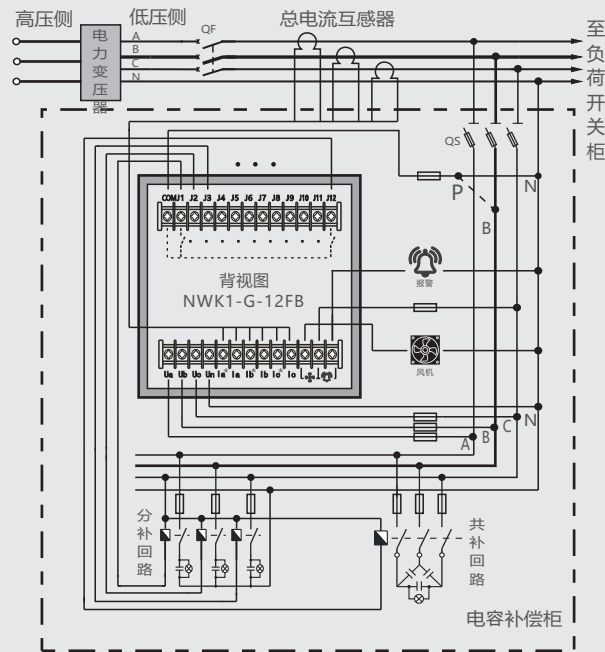 高压侧
低压侧
QF
总电流互感器
至负荷开关柜
电力变压器
A
B
C
N
QS
P
N
B
COM J1 J2 J3 J4 J5 J6 J7 J8 J9 J10 J11 J12
背视图
NWK1-G-12FB
报警
风机
Ua Ub Uc Un Ia* Ia Ib* Ib Ic* Ic
A
B
C
N
分补回路
共补回路
电容补偿柜